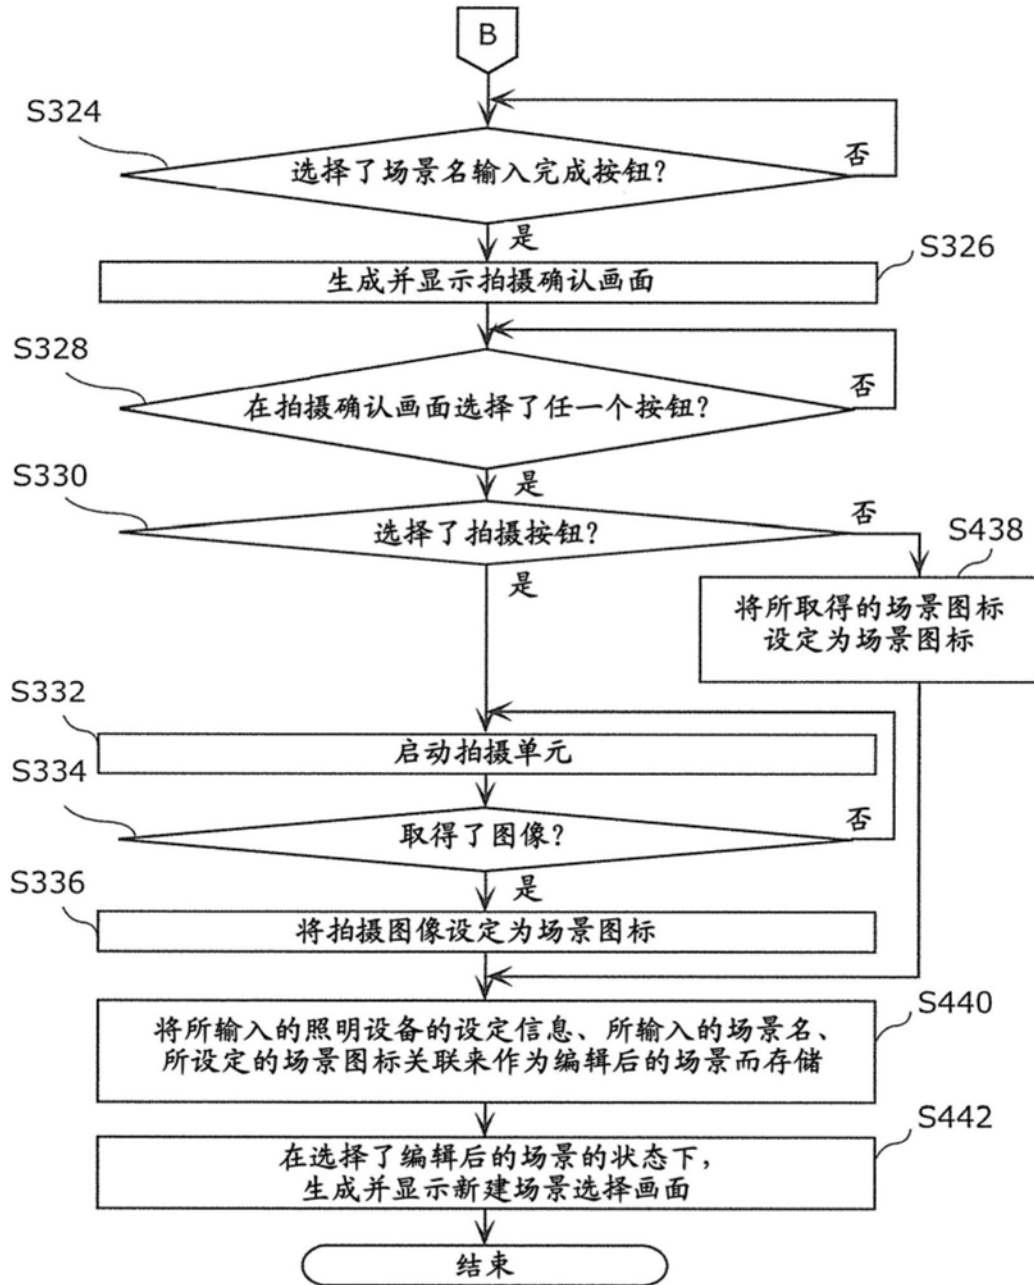 B
S324
选择了场景名输入完成按钮？
否
是
S326
生成并显示拍摄确认画面
S328
在拍摄确认画面选择了任一个按钮？
否
是
S330
选择了拍摄按钮？
否
是
S438
将所取得的场景图标
设定为场景图标
S332
启动拍摄单元
S334
取得了图像？
否
是
S336
将拍摄图像设定为场景图标
S440
将所输入的照明设备的设定信息、所输入的场景名、
所设定的场景图标关联来作为编辑后的场景而存储
S442
在选择了编辑后的场景的状态下，
生成并显示新建场景选择画面
结束